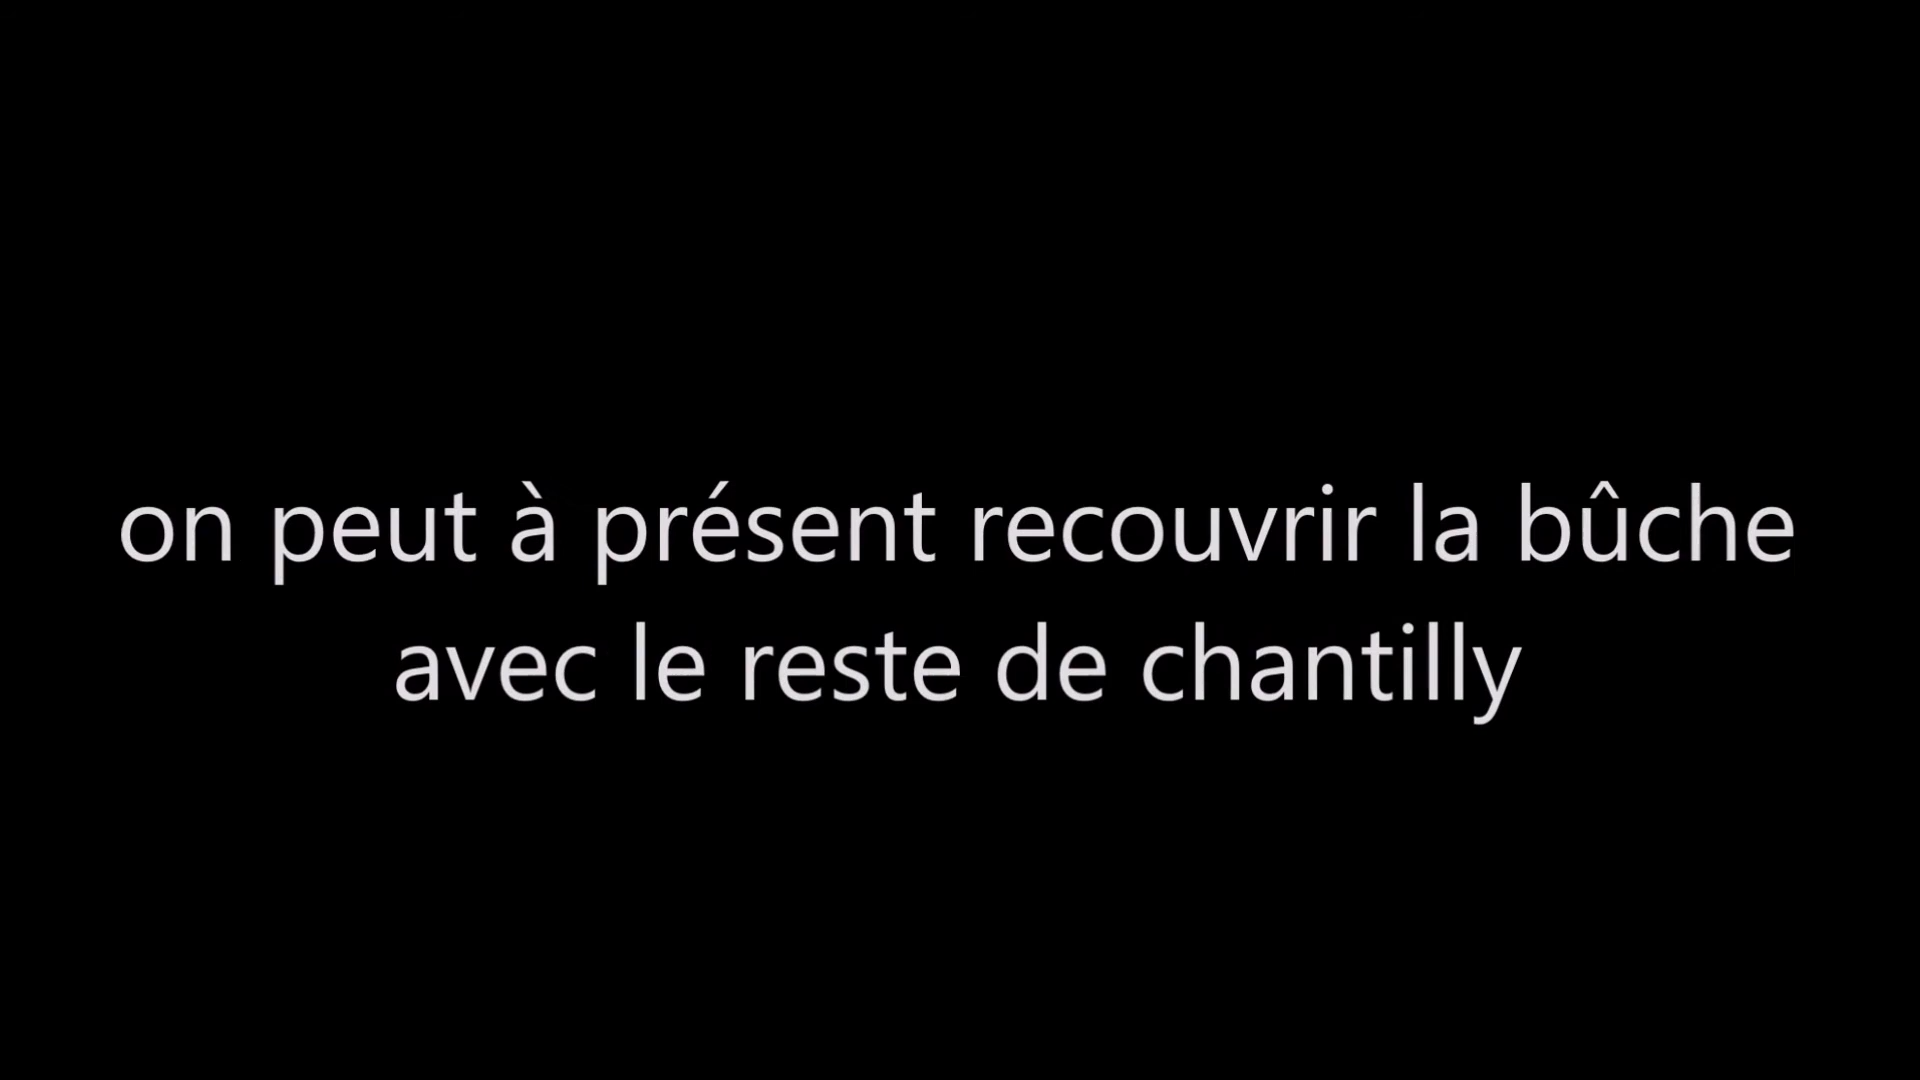 on peut à présent recouvrir la bûche
avec le reste de chantilly